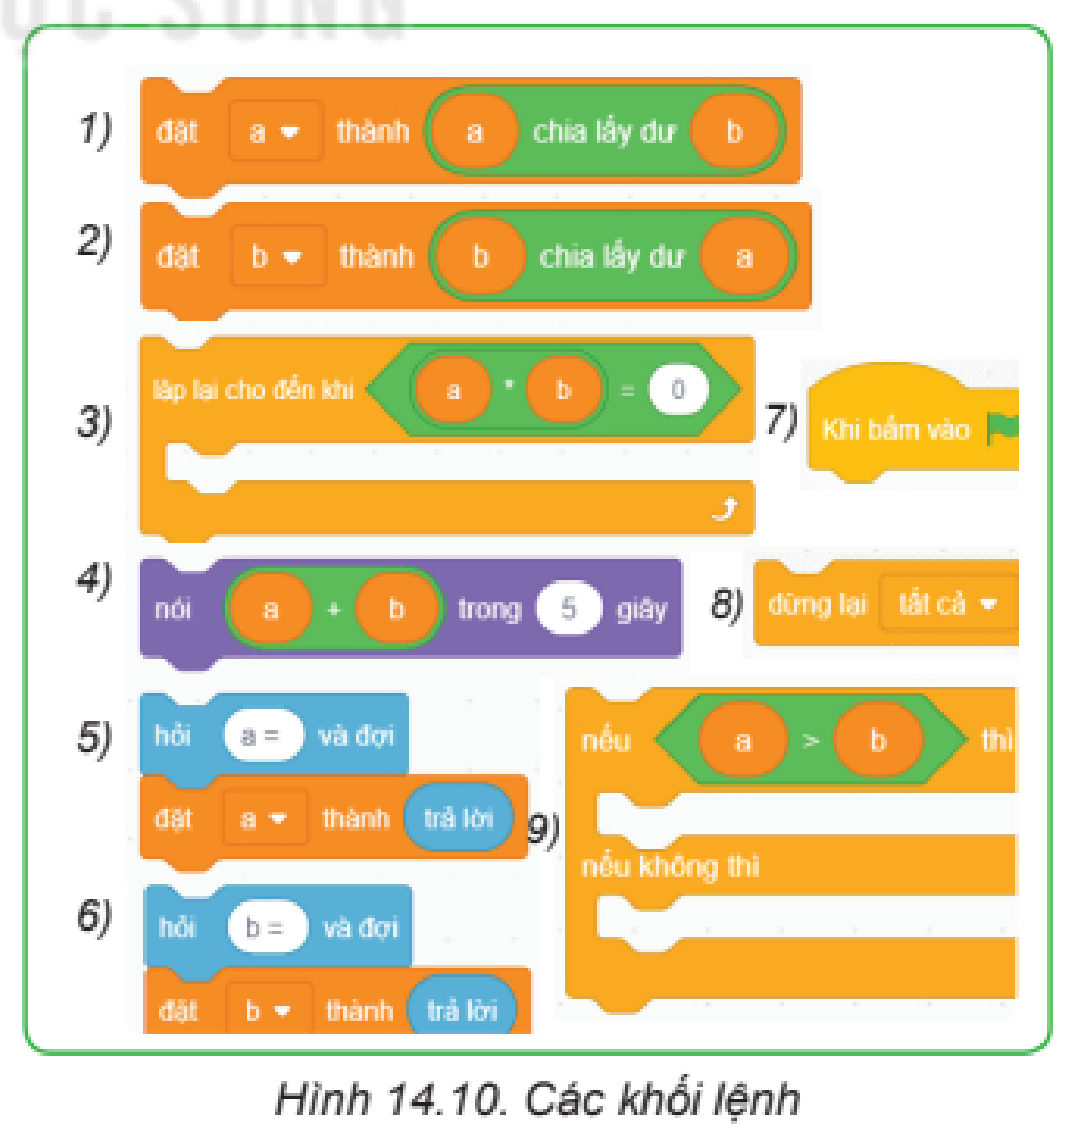 ỌC SỐNG
1) đặt a thành a chia lấy dư b
2) đặt b thành b chia lấy dư a
3) lặp lại cho đến khi a * b = 0
4) nói a + b trong 5 giây
5) hỏi a = và đợi
đặt a thành trả lời
6) hỏi b = và đợi
đặt b thành trả lời
7) Khi bấm vào
8) dừng lại tất cả
9) nếu a > b thì
nếu không thì
Hình 14.10. Các khối lệnh